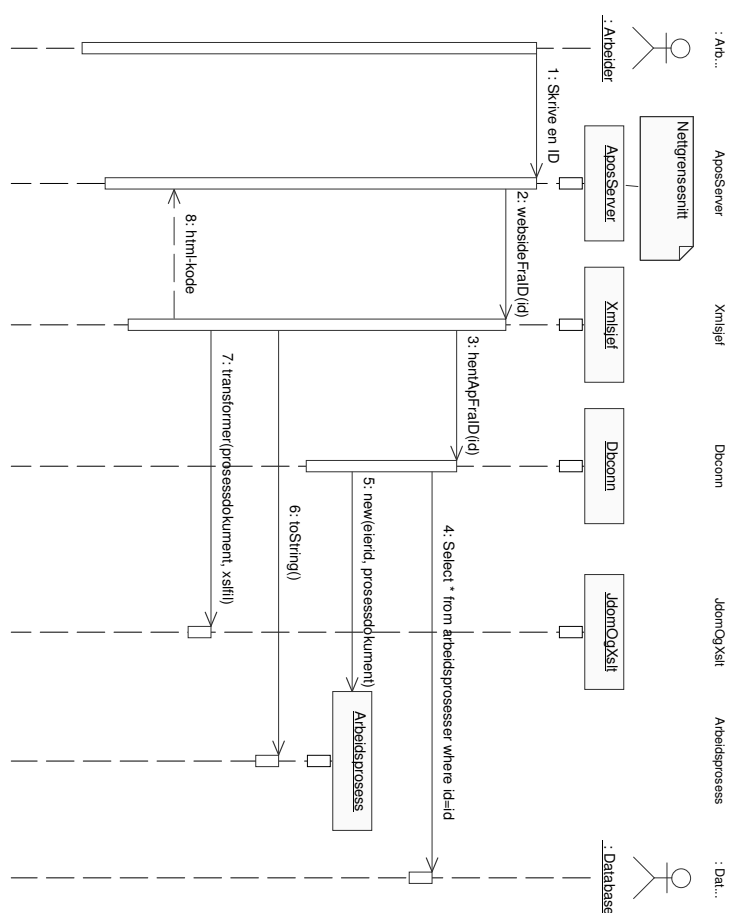 : Arb...
AposServer
Xmlsjef
Dbconn
JdomOgXslt
Arbeidsprosess
: Dat...
Nettgrensesnitt
: Arbeider
AposServer
Xmlsjef
Dbconn
JdomOgXslt
: Database
1: Skrive en ID
2: websideFraID(id)
3: hentApFraID(id)
4: Select * from arbeidsprosesser where id=id
5: new(eierid, prosessdokument)
Arbeidsprosess
6: toString()
7: transformer(prosessdokument, xslfil)
8: html-kode